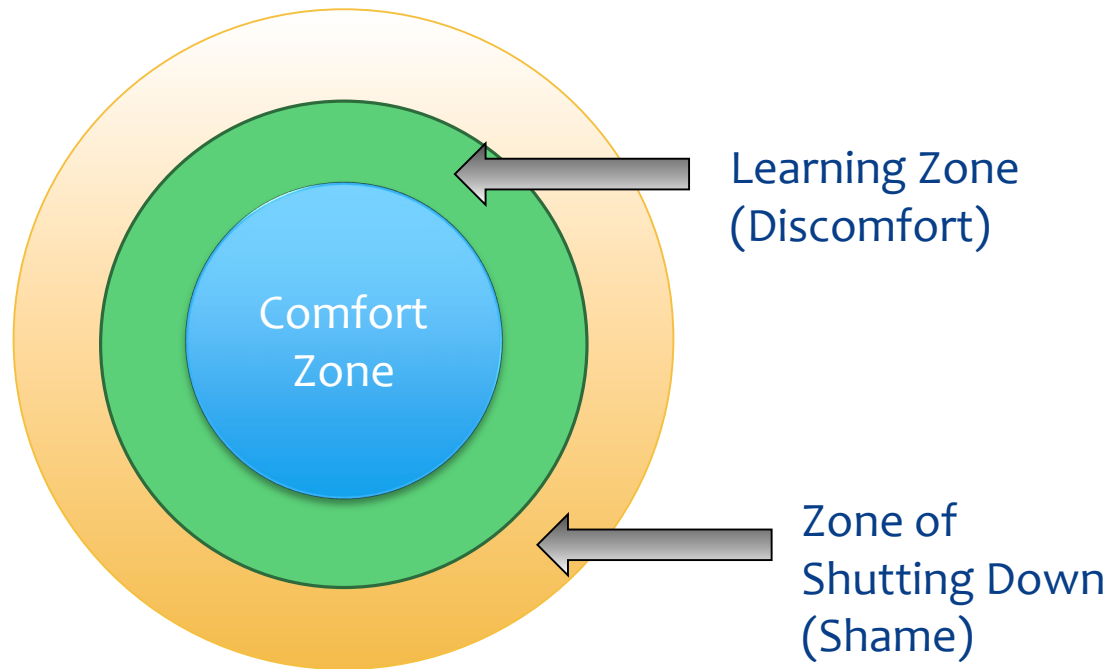 Learning Zone
(Discomfort)
Comfort
Zone
Zone of
Shutting Down
(Shame)